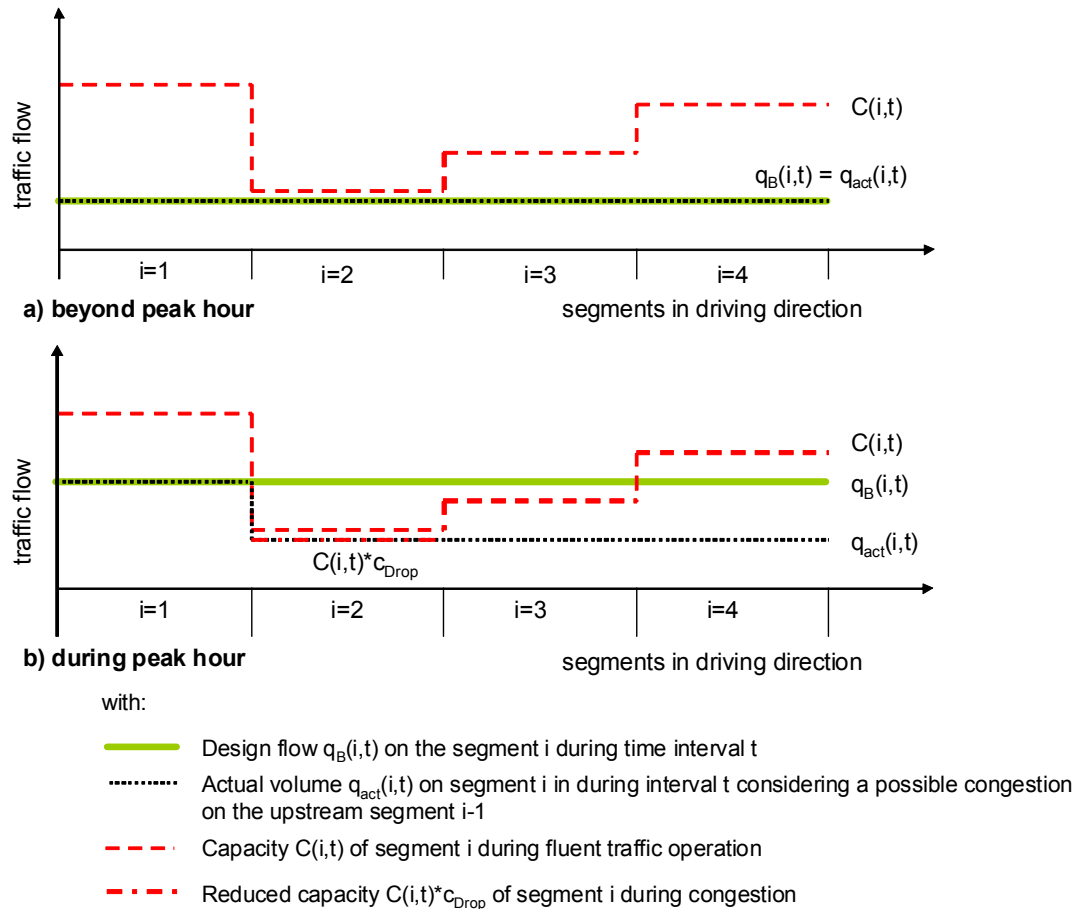 traffic flow
C(i,t)
q_B(i,t) = q_act(i,t)
i=1
i=2
i=3
i=4
a) beyond peak hour
segments in driving direction
traffic flow
C(i,t)
q_B(i,t)
q_act(i,t)
C(i,t)*c_Drop
i=1
i=2
i=3
i=4
b) during peak hour
segments in driving direction
with:
Design flow q_B(i,t) on the segment i during time interval t
Actual volume q_act(i,t) on segment i in during interval t considering a possible congestion
on the upstream segment i-1
Capacity C(i,t) of segment i during fluent traffic operation
Reduced capacity C(i,t)*c_Drop of segment i during congestion